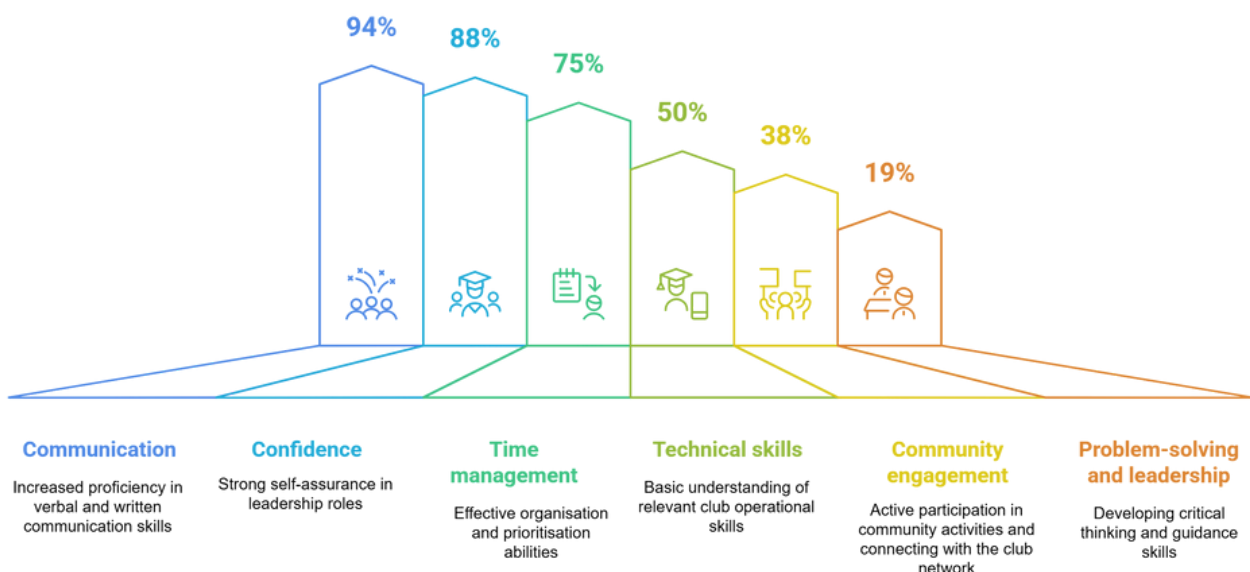 94%
88%
75%
50%
38%
19%
Communication
Increased proficiency in
verbal and written
communication skills
Confidence
Strong self-assurance in
leadership roles
Time
management
Effective organisation
and prioritisation
abilities
Technical skills
Basic understanding of
relevant club operational
skills
Community
engagement
Active participation in
community activities and
connecting with the club
network
Problem-solving
and leadership
Developing critical
thinking and guidance
skills